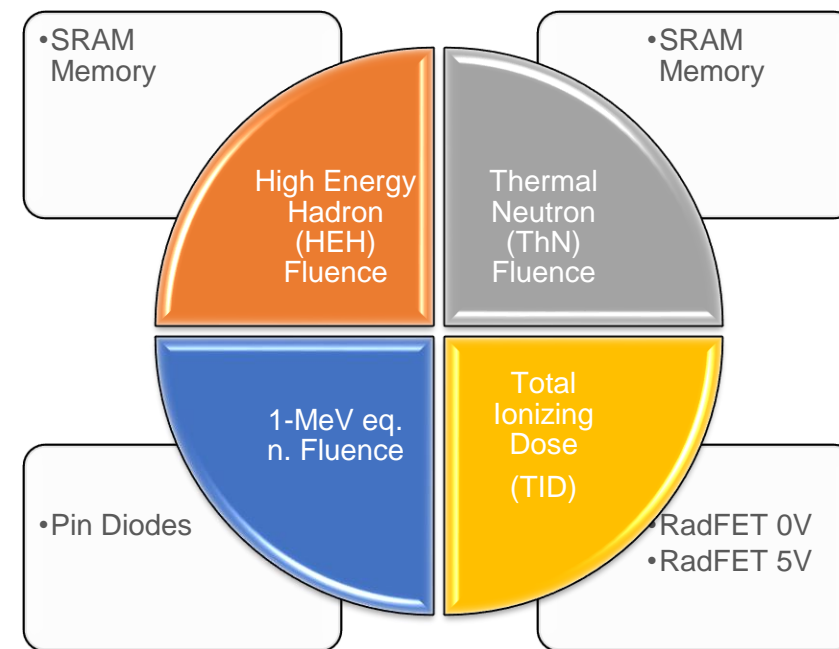 •SRAM
Memory
•SRAM
Memory
High Energy
Hadron
(HEH)
Fluence
Thermal
Neutron
(ThN)
Fluence
1-MeV eq.
n. Fluence
Total
Ionizing
Dose
(TID)
•Pin Diodes
•RadFET 0V
•RadFET 5V